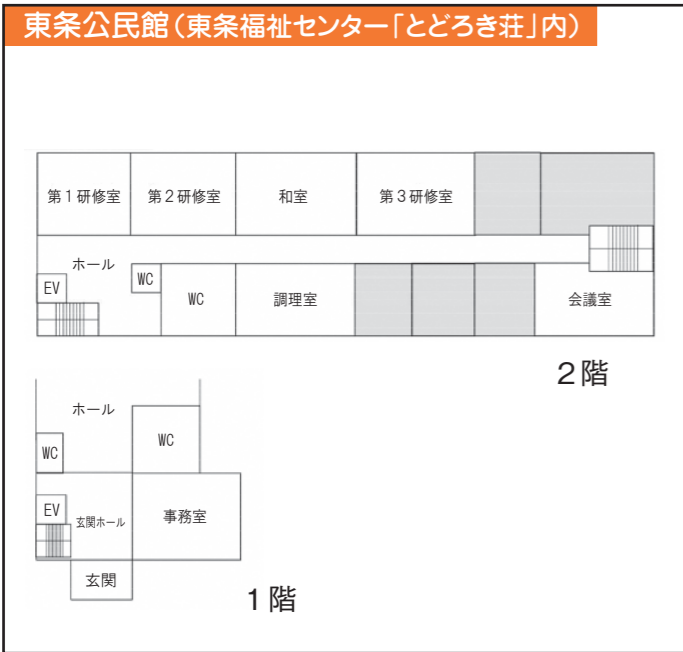 東条公民館（東条福祉センター「とどろき荘」内）
第１研修室 第２研修室 和室 第３研修室
ホール
EV
WC
WC
調理室
会議室
２階
ホール
WC
WC
EV
玄関ホール
事務室
玄関
１階